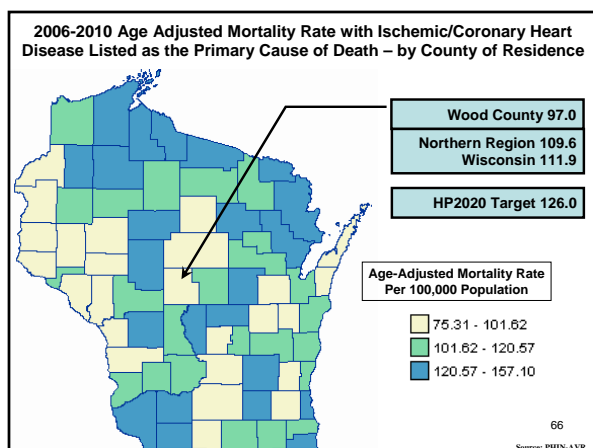 2006-2010 Age Adjusted Mortality Rate with Ischemic/Coronary Heart
Disease Listed as the Primary Cause of Death – by County of Residence
Wood County 97.0
Northern Region 109.6
Wisconsin 111.9
HP2020 Target 126.0
Age-Adjusted Mortality Rate
Per 100,000 Population
75.31 - 101.62
101.62 - 120.57
120.57 - 157.10
66
Source: PHIN-AVR